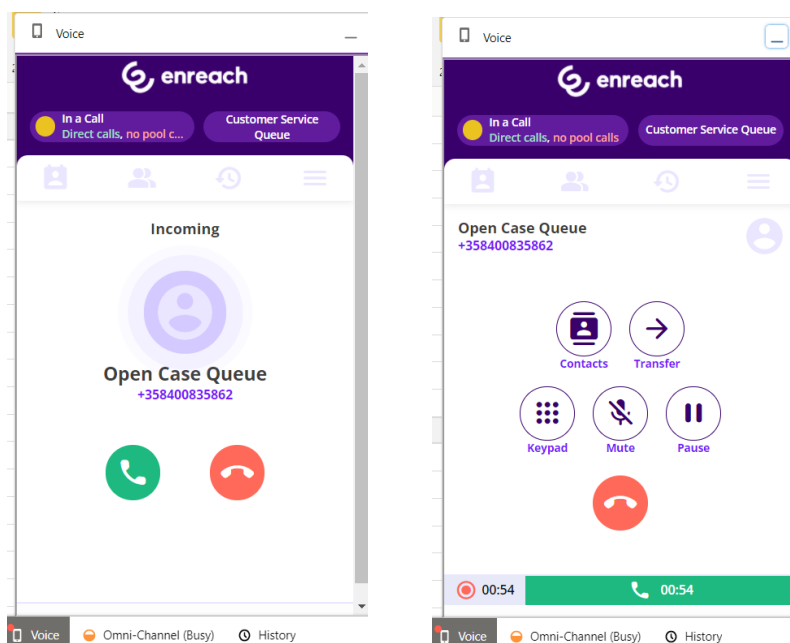 Voice
enreach
In a Call
Direct calls, no pool c...
Customer Service
Queue
Incoming
Open Case Queue
+358400835862
Voice
Omni-Channel (Busy)
History
Voice
enreach
In a Call
Direct calls, no pool calls
Customer Service Queue
Open Case Queue
+358400835862
Contacts
Transfer
Keypad
Mute
Pause
00:54
00:54
Voice
Omni-Channel (Busy)
History